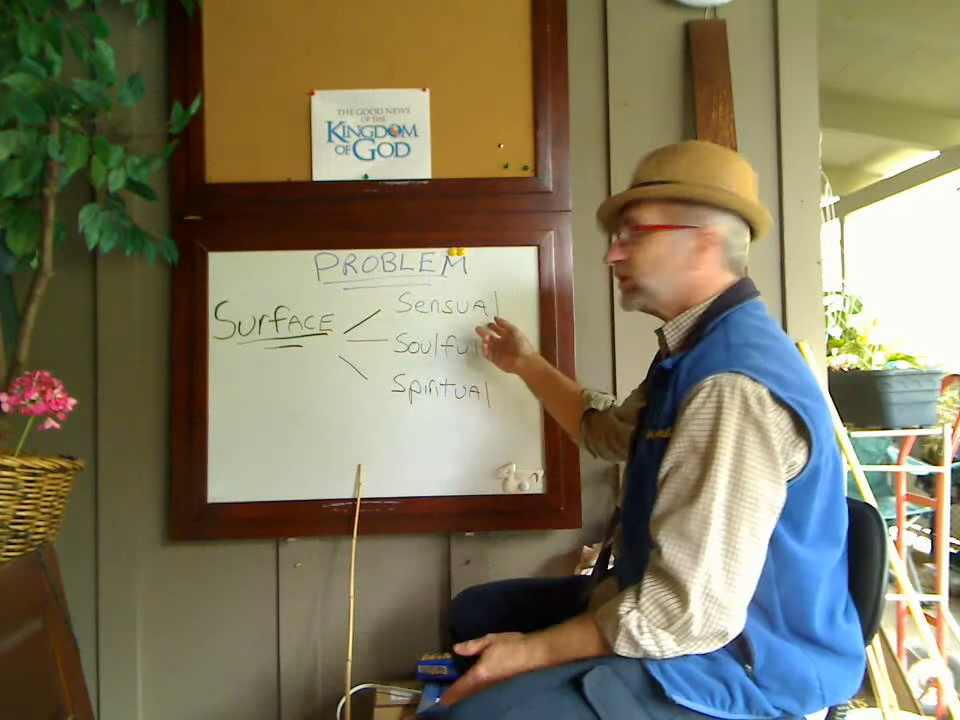 THE GOOD NEWS
OF THE
KINGDOM
OF GOD
PROBLEM
SURFACE
Sensual
Soulful
Spiritual